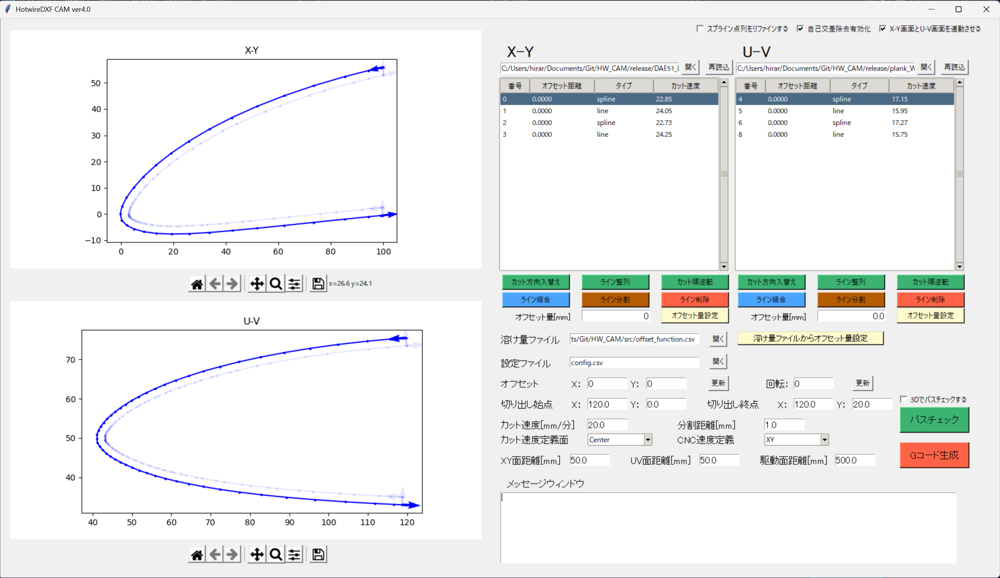 HotwireDXF CAM ver4.0
スプライン点列をリファインする 自己交差除去有効化 X-Y画面とU-V画面を連動させる
X-Y
50
40
30
20
10
0
−10
0 20 40 60 80 100
x=26.6 y=24.1
U-V
70
60
50
40
40 50 60 70 80 90 100 110 120
X-Y
C:/Users/hirar/Documents/Git/HW_CAM/release/DAE51_L 開く 再読込
番号 オフセット距離 タイプ カット速度
0 0.0000 spline 22.85
1 0.0000 line 24.05
2 0.0000 spline 22.73
3 0.0000 line 24.25
カット方向入替え ライン整列 カット順逆転
ライン結合 ライン分割 ライン削除
オフセット量[mm] 0 オフセット量設定
U-V
C:/Users/hirar/Documents/Git/HW_CAM/release/plank_W 開く 再読込
番号 オフセット距離 タイプ カット速度
4 0.0000 spline 17.15
5 0.0000 line 15.95
6 0.0000 spline 17.27
8 0.0000 line 15.75
カット方向入替え ライン整列 カット順逆転
ライン結合 ライン分割 ライン削除
オフセット量[mm] 0.0 オフセット量設定
溶け量ファイル ts/Git/HW_CAM/src/offset_function.csv 開く 溶け量ファイルからオフセット量設定
設定ファイル config.csv 開く
オフセット X: 0 Y: 0 更新 回転: 0 更新
切り出し始点 X: 120.0 Y: 0.0 切り出し終点 X: 120.0 Y: 20.0 3Dでパスチェックする
カット速度[mm/分] 20.0 分割距離[mm] 1.0 パスチェック
カット速度定義面 Center CNC速度定義 XY
XY面距離[mm] 50.0 UV面距離[mm] 50.0 駆動面距離[mm] 500.0 Gコード生成
メッセージウィンドウ